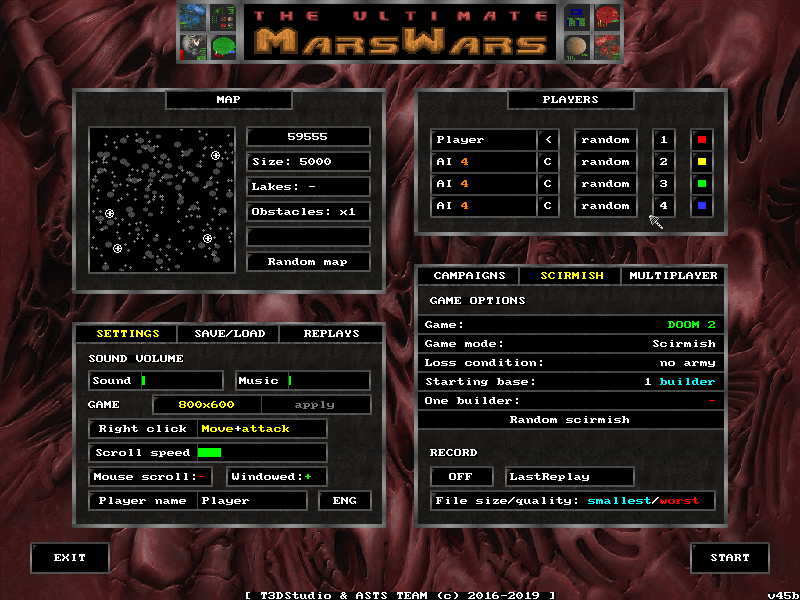 THE ULTIMATE
MARSWARS
MAP
59555
Size: 5000
Lakes: -
Obstacles: x1
Random map
PLAYERS
Player < random 1
AI 4 C random 2
AI 4 C random 3
AI 4 C random 4
SETTINGS SAVE/LOAD REPLAYS
SOUND VOLUME
Sound Music
GAME 800x600 apply
Right click Move+attack
Scroll speed
Mouse scroll:- Windowed:+
Player name Player ENG
CAMPAIGNS SCIRMISH MULTIPLAYER
GAME OPTIONS
Game: DOOM 2
Game mode: Scirmish
Loss condition: no army
Starting base: 1 builder
One builder: -
Random scirmish
RECORD
OFF LastReplay
File size/quality: smallest/worst
EXIT
START
[ T3DStudio & ASTS TEAM (c) 2016-2019 ]
v45b